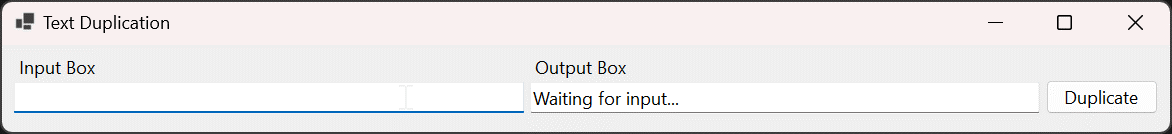 Text Duplication
Input Box
Output Box
Waiting for input...
Duplicate